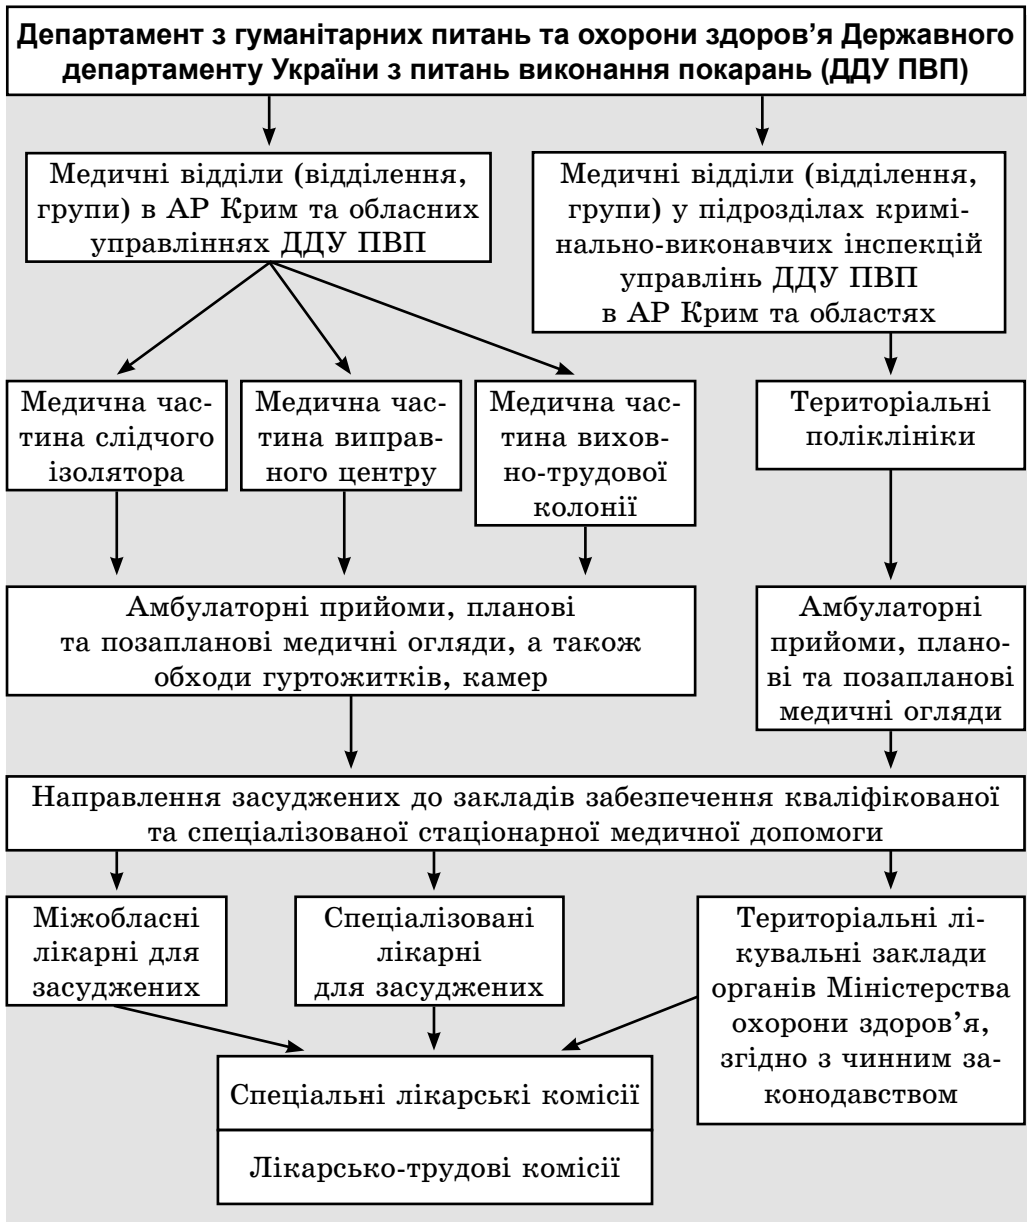 Департамент з гуманітарних питань та охорони здоров’я Державного
департаменту України з питань виконання покарань (ДДУ ПВП)
Медичні відділи (відділення,
групи) в АР Крим та обласних
управліннях ДДУ ПВП
Медичні відділи (відділення,
групи) у підрозділах кримі-
нально-виконавчих інспекцій
управлінь ДДУ ПВП
в АР Крим та областях
Медична час-
тина слідчого
ізолятора
Медична час-
тина виправ-
ного центру
Медична час-
тина вихов-
но-трудової
колонії
Територіальні
поліклініки
Амбулаторні прийоми, планові
та позапланові медичні огляди, а також
обходи гуртожитків, камер
Амбулаторні
прийоми, плано-
ві та позапланові
медичні огляди
Направлення засуджених до закладів забезпечення кваліфікованої
та спеціалізованої стаціонарної медичної допомоги
Міжобласні
лікарні для
засуджених
Спеціалізовані
лікарні
для засуджених
Територіальні лі-
кувальні заклади
органів Міністерства
охорони здоров’я,
згідно з чинним за-
конодавством
Спеціальні лікарські комісії
Лікарсько-трудові комісії